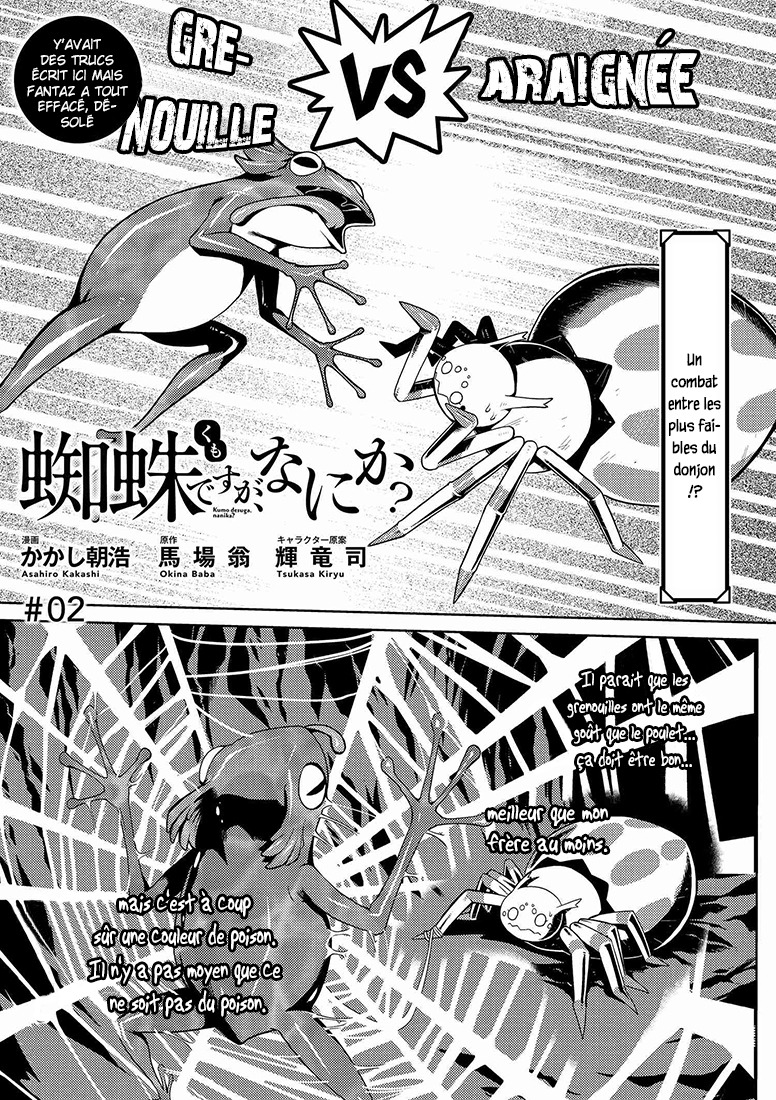 Y'AVAIT
DES TRUCS
ÉCRIT ICI MAIS
FANTAZ A TOUT
EFFACÉ, DÉ-
SOLÉ
GRE-
NOUILLE
VS
ARAIGNÉE
Un
combat
entre les
plus fai-
bles du
donjon
!?
蜘蛛ですが、なにか?
くも
Kumo desuga,
nanika?
漫画
かかし朝浩
Asahiro Kakashi
原作
馬場翁
Okina Baba
キャラクター原案
輝竜司
Tsukasa Kiryu
#02
Il parait que les
grenouilles ont le même
goût que le poulet...
ça doit être bon...
meilleur que mon
frère au moins.
mais c'est à coup
sûr une couleur de poison.
Il n'y a pas moyen que ce
ne soit pas du poison.